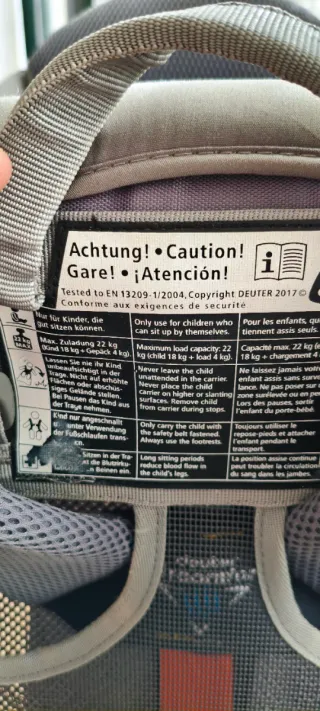 Achtung! • Caution!
Gare! • ¡Atención!
Tested to EN 13209-1/2004, Copyright DEUTER 2017 ©
Conforme aux exigences de securité
Nur für Kinder, die
gut sitzen können.
Only use for children who
can sit up by themselves.
Pour les enfants, qui
tiennent assis seuls.
22 kg
Max. Zuladung 22 kg
(Kind 18 kg + Gepäck 4 kg).
Maximum load capacity: 22
kg (child 18 kg + load 4 kg).
Capacité max. 22 kg
18 kg + chargement 4
Lassen Sie nie das Kind
unbeaufsichtigt in der
Trage. Nicht auf erhöhte
Flächen oder abschüs-
siges Gelände stellen.
Bei Pausen das Kind aus
der Trage nehmen.
Never leave the child
unattended in the carrier.
Never place the child
carrier on higher or slanting
surfaces. Remove child
from carrier during stops.
Ne laissez jamais votre
enfant assis sans
Ne pas poser sur
zone surélevée ou en
Lors des pauses, sortir
l'enfant du porte-bébé.
Kind nur angeschnallt
unter Verwendung
der Fußschlaufen trans-
en.
Only carry the child with
the safety belt fastened.
Always use the footrests.
Toujours utiliser le
repose-pieds et attacher
l'enfant pendant le
transport.
Sitzen in der Tra-
die Blutzirku-
Beinen ein.
Long sitting periods
reduce blood flow in
the child's legs.
La position assise continue
peut troubler la circulation
du sang dans les jambes.
deuter